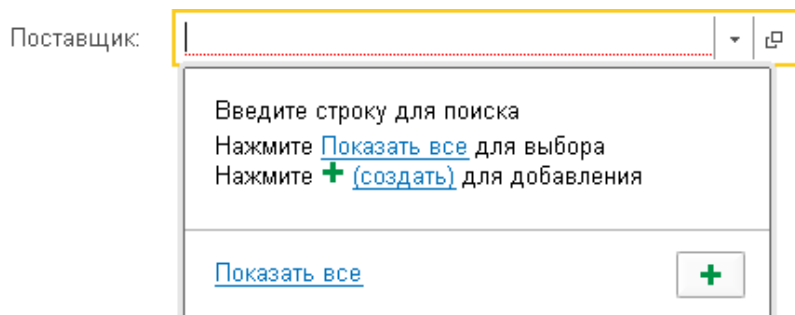 Поставщик:
Введите строку для поиска
Нажмите Показать все для выбора
Нажмите + (создать) для добавления
Показать все